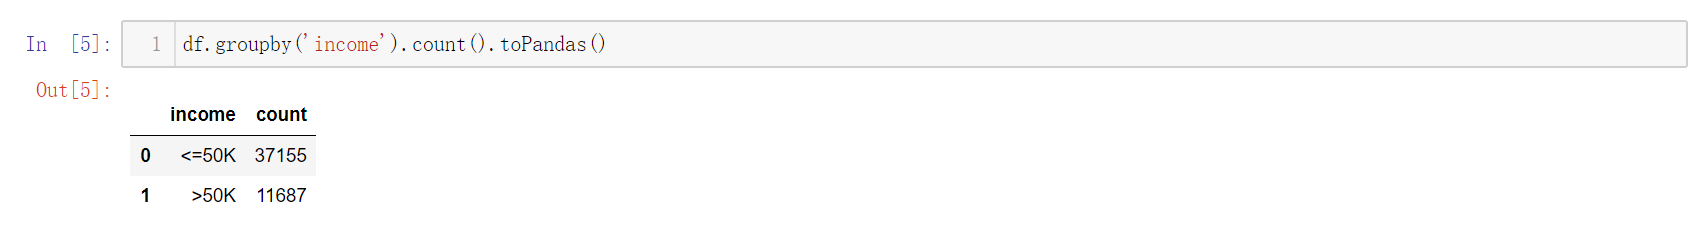 In [5]: 1 df.groupby('income').count().toPandas()
Out[5]:
income count
0 <=50K 37155
1 >50K 11687